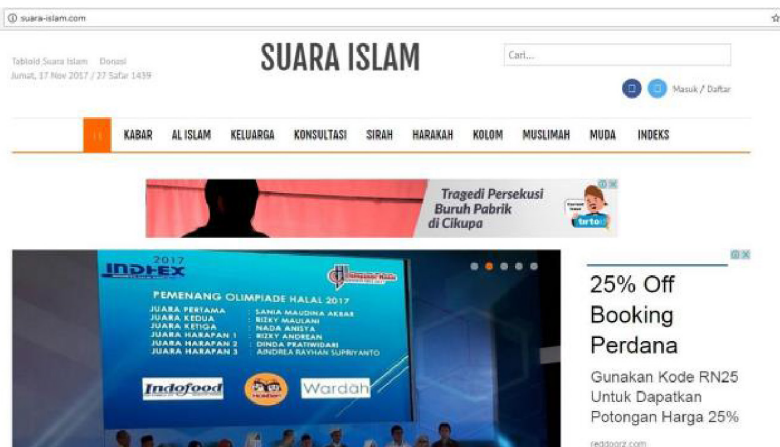 suara-islam.com
Tabloid Suara Islam Donasi
Jumat, 17 Nov 2017 / 27 Safar 1439
SUARA ISLAM
Cari...
Masuk / Daftar
KABAR AL ISLAM KELUARGA KONSULTASI SIRAH HARAKAH KOLOM MUSLIMAH MUDA INDEKS
Tragedi Persekusi
Buruh Pabrik
di Cikupa
tirto
2017
INDHEX
PEMENANG OLIMPIADE HALAL 2017
JUARA PERTAMA : SANIA MAUDINA AKBAR
JUARA KEDUA : RIZKY MAULANI
JUARA KETIGA : NADA ANISYA
JUARA HARAPAN 1 : RIZKY ANDREAN
JUARA HARAPAN 2 : DINDA PRATIWIDARI
JUARA HARAPAN 3 : AINDREA RAYHAN SUPRIYANTO
Indofood
Wardah
25% Off
Booking
Perdana
Gunakan Kode RN25
Untuk Dapatkan
Potongan Harga 25%
reddoorz.com